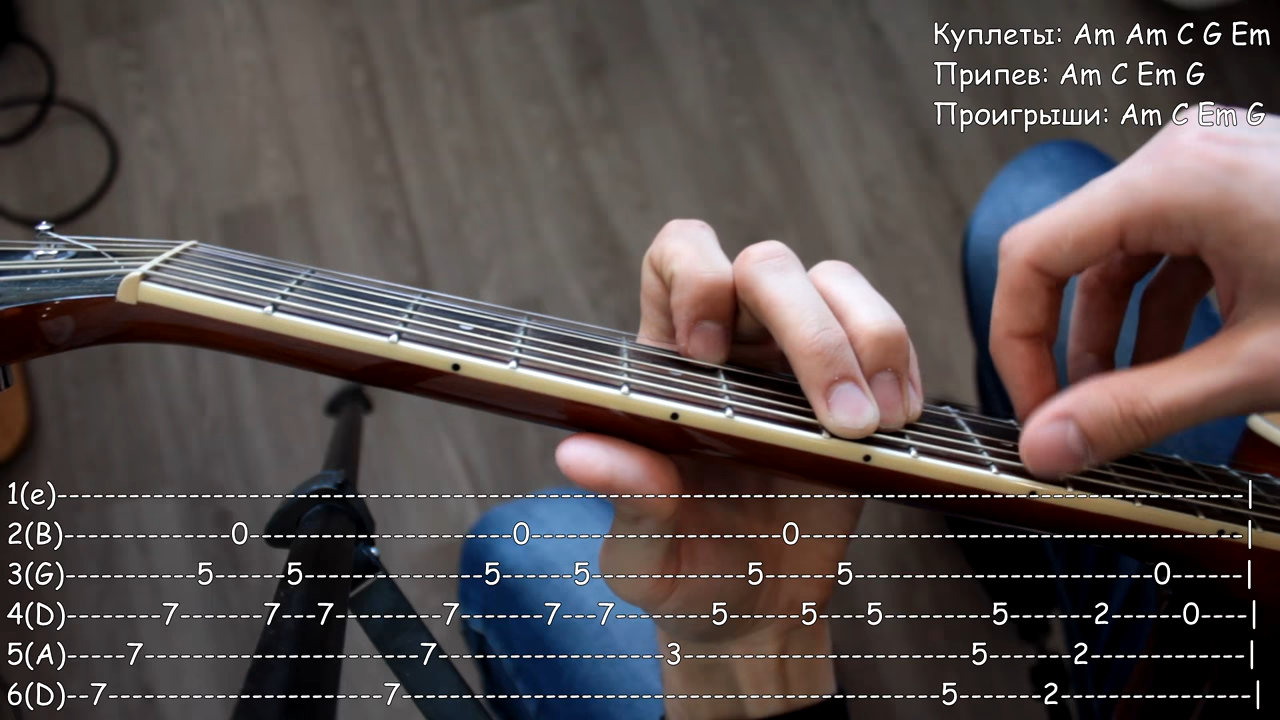 Куплеты: Am Am C G Em
Припев: Am C Em G
Проигрыши: Am C Em G
1(e)----------------------------------------------------------------------------------------------------|
2(B)--------------0----------------------0---------------------0-------------------------------------|
3(G)-----------5------5---------------5------5-------------5------5-------------------------0------|
4(D)--------7-------7---7---------7-------7---7--------5------5----5---------5-------2------0----|
5(A)-----7-----------------------7-------------------3------------------------5-------2-------------|
6(D)--7-----------------------7---------------------------------------------5-------2----------------|